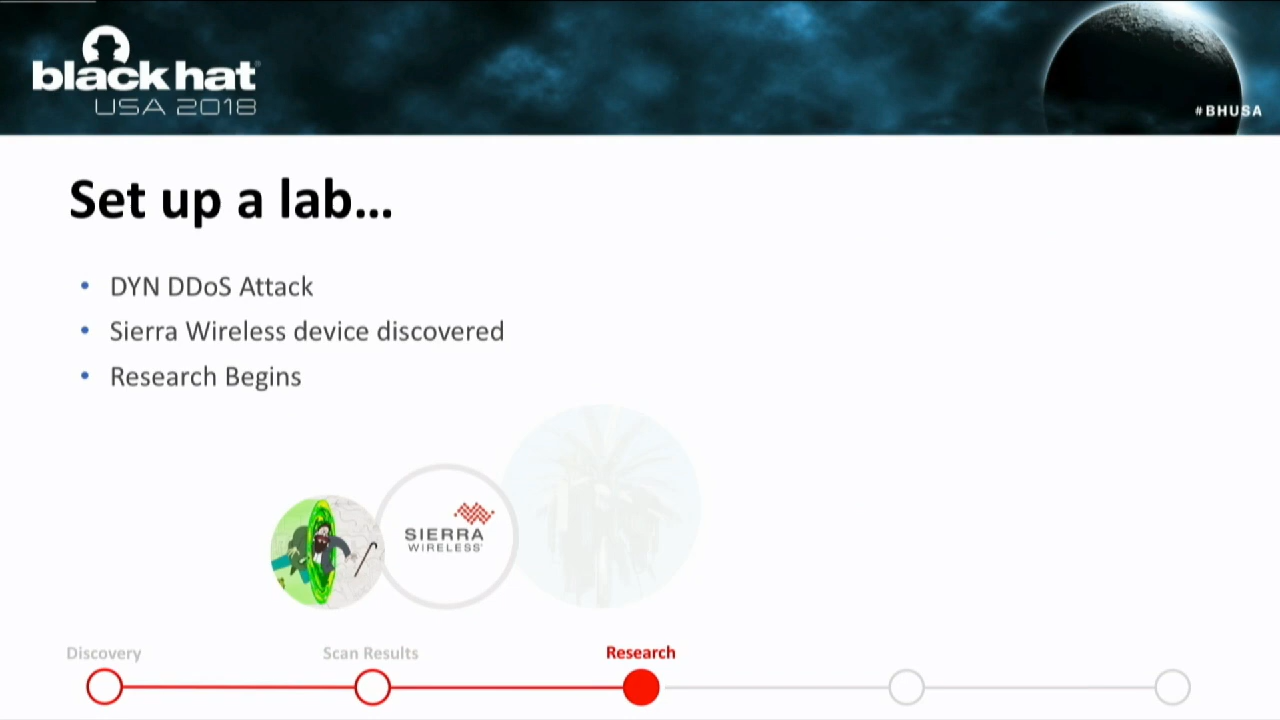 black hat
USA 2018
#BHUSA
Set up a lab...
• DYN DDoS Attack
• Sierra Wireless device discovered
• Research Begins
SIERRA
WIRELESS
Discovery
Scan Results
Research